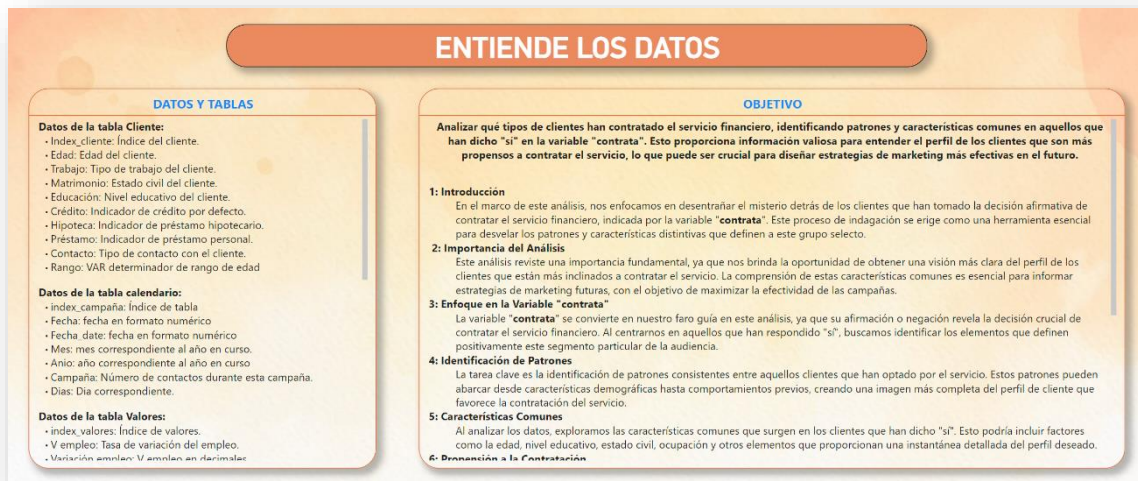 ENTIENDE LOS DATOS
DATOS Y TABLAS
Datos de la tabla Cliente:
• Index_cliente: Índice del cliente.
• Edad: Edad del cliente.
• Trabajo: Tipo de trabajo del cliente.
• Matrimonio: Estado civil del cliente.
• Educación: Nivel educativo del cliente.
• Crédito: Indicador de crédito por defecto.
• Hipoteca: Indicador de préstamo hipotecario.
• Préstamo: Indicador de préstamo personal.
• Contacto: Tipo de contacto con el cliente.
• Rango: VAR determinador de rango de edad
Datos de la tabla calendario:
• index_campaña: Índice de tabla
• Fecha: fecha en formato numérico
• Fecha_date: fecha en formato numérico
• Mes: mes correspondiente al año en curso.
• Anio: año correspondiente al año en curso
• Campaña: Número de contactos durante esta campaña.
• Dias: Dia correspondiente.
Datos de la tabla Valores:
• index_valores: Índice de valores.
• V empleo: Tasa de variación del empleo.
• Variación empleo: V empleo en decimales
OBJETIVO
Analizar qué tipos de clientes han contratado el servicio financiero, identificando patrones y características comunes en aquellos que
han dicho "sí" en la variable "contrata". Esto proporciona información valiosa para entender el perfil de los clientes que son más
propensos a contratar el servicio, lo que puede ser crucial para diseñar estrategias de marketing más efectivas en el futuro.
1: Introducción
En el marco de este análisis, nos enfocamos en desentrañar el misterio detrás de los clientes que han tomado la decisión afirmativa de
contratar el servicio financiero, indicada por la variable "contrata". Este proceso de indagación se erige como una herramienta esencial
para desvelar los patrones y características distintivas que definen a este grupo selecto.
2: Importancia del Análisis
Este análisis reviste una importancia fundamental, ya que nos brinda la oportunidad de obtener una visión más clara del perfil de los
clientes que están más inclinados a contratar el servicio. La comprensión de estas características comunes es esencial para informar
estrategias de marketing futuras, con el objetivo de maximizar la efectividad de las campañas.
3: Enfoque en la Variable "contrata"
La variable "contrata" se convierte en nuestro faro guía en este análisis, ya que su afirmación o negación revela la decisión crucial de
contratar el servicio financiero. Al centrarnos en aquellos que han respondido "sí", buscamos identificar los elementos que definen
positivamente este segmento particular de la audiencia.
4: Identificación de Patrones
La tarea clave es la identificación de patrones consistentes entre aquellos clientes que han optado por el servicio. Estos patrones pueden
abarcar desde características demográficas hasta comportamientos previos, creando una imagen más completa del perfil de cliente que
favorece la contratación del servicio.
5: Características Comunes
Al analizar los datos, exploramos las características comunes que surgen en los clientes que han dicho "sí". Esto podría incluir factores
como la edad, nivel educativo, estado civil, ocupación y otros elementos que proporcionan una instantánea detallada del perfil deseado.
6: Propensión a la Contratación